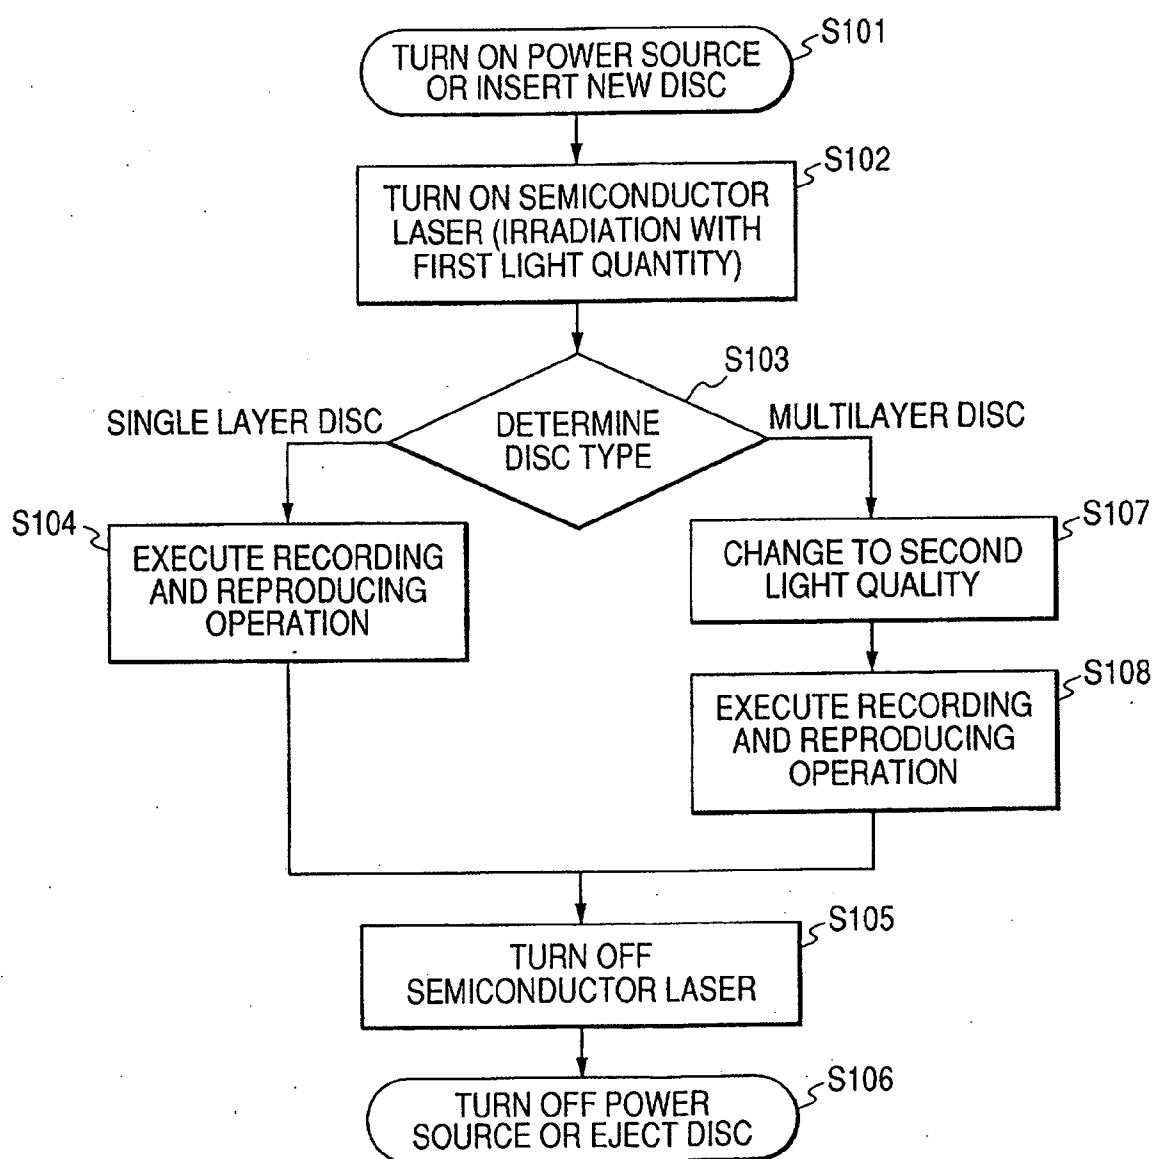 S101
TURN ON POWER SOURCE
OR INSERT NEW DISC
S102
TURN ON SEMICONDUCTOR
LASER (IRRADIATION WITH
FIRST LIGHT QUANTITY)
S103
DETERMINE
DISC TYPE
SINGLE LAYER DISC
MULTILAYER DISC
S104
EXECUTE RECORDING
AND REPRODUCING
OPERATION
S107
CHANGE TO SECOND
LIGHT QUALITY
S108
EXECUTE RECORDING
AND REPRODUCING
OPERATION
S105
TURN OFF
SEMICONDUCTOR LASER
S106
TURN OFF POWER
SOURCE OR EJECT DISC